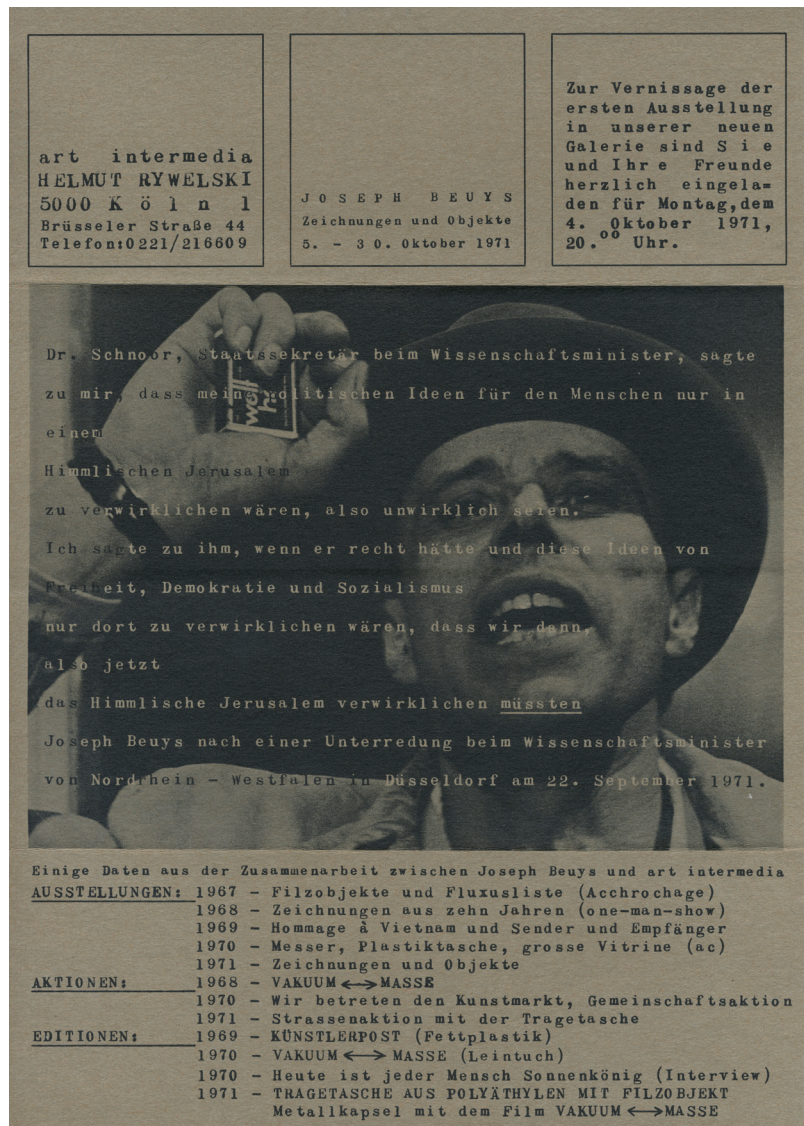 art intermedia
HELMUT RYWELSKI
5000 K ö l n 1
Brüsseler Straße 44
Telefon:0221/216609
J O S E P H B E U Y S
Zeichnungen und Objekte
5. - 3 0. Oktober 1971
Zur Vernissage der
ersten Ausstellung
in unserer neuen
Galerie sind S i e
und Ihr e Freunde
herzlich eingela=
den für Montag,dem
4. Oktober 1971,
20.oo Uhr.
Dr. Schnoor, Staatssekretär beim Wissenschaftsminister, sagte
zu mir, dass meine politischen Ideen für den Menschen nur in
einem
Himmlischen Jerusalem
zu verwirklichen wären, also unwirklich seien.
Ich sagte zu ihm, wenn er recht hätte und diese Ideen von
Freiheit, Demokratie und Sozialismus
nur dort zu verwirklichen wären, dass wir dann,
also jetzt
das Himmlische Jerusalem verwirklichen müssten
Joseph Beuys nach einer Unterredung beim Wissenschaftsminister
von Nordrhein - Westfalen in Düsseldorf am 22. September 1971.
Einige Daten aus der Zusammenarbeit zwischen Joseph Beuys und art intermedia
AUSSTELLUNGEN: 1967 - Filzobjekte und Fluxusliste (Acchrochage)
1968 - Zeichnungen aus zehn Jahren (one-man-show)
1969 - Hommage à Vietnam und Sender und Empfänger
1970 - Messer, Plastiktasche, grosse Vitrine (ac)
1971 - Zeichnungen und Objekte
AKTIONEN: 1968 - VAKUUM <--> MASSE
1970 - Wir betreten den Kunstmarkt, Gemeinschaftsaktion
1971 - Strassenaktion mit der Tragetasche
EDITIONEN: 1969 - KÜNSTLERPOST (Fettplastik)
1970 - VAKUUM <--> MASSE (Leintuch)
1970 - Heute ist jeder Mensch Sonnenkönig (Interview)
1971 - TRAGETASCHE AUS POLYÄTHYLEN MIT FILZOBJEKT
Metallkapsel mit dem Film VAKUUM <--> MASSE